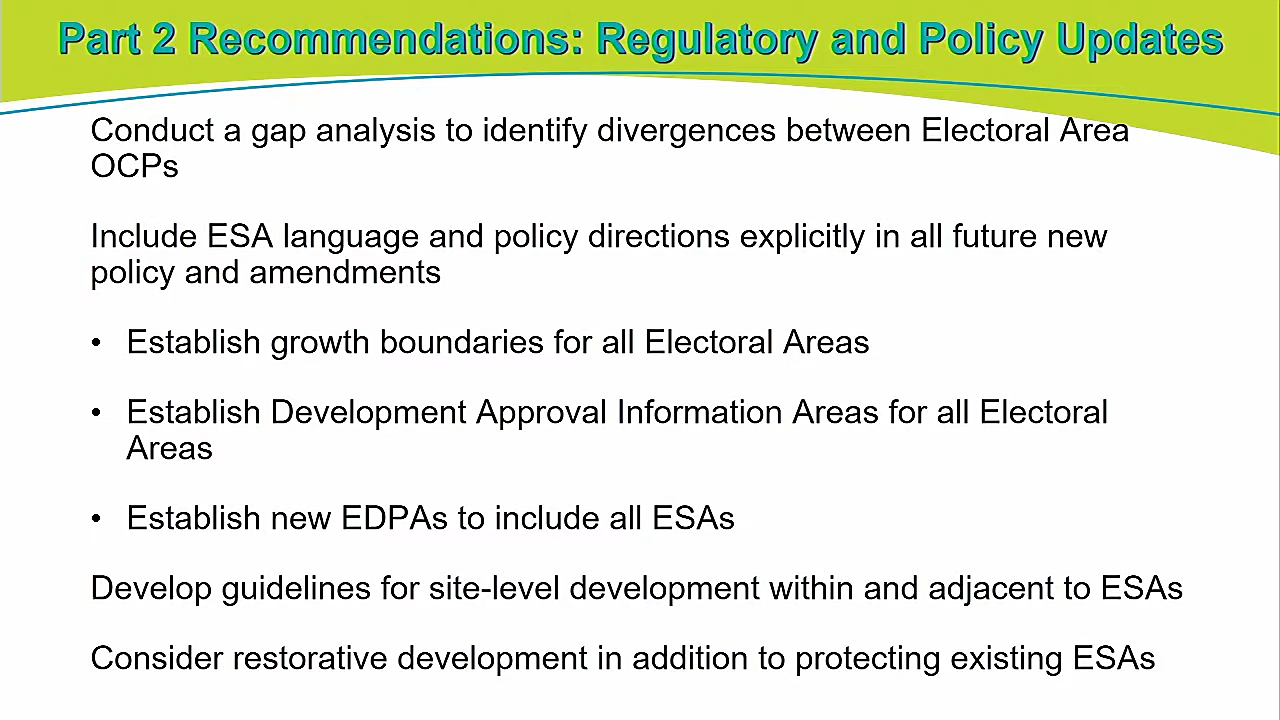 Part 2 Recommendations: Regulatory and Policy Updates
Conduct a gap analysis to identify divergences between Electoral Area
OCPs
Include ESA language and policy directions explicitly in all future new
policy and amendments
• Establish growth boundaries for all Electoral Areas
• Establish Development Approval Information Areas for all Electoral
Areas
• Establish new EDPAs to include all ESAs
Develop guidelines for site-level development within and adjacent to ESAs
Consider restorative development in addition to protecting existing ESAs